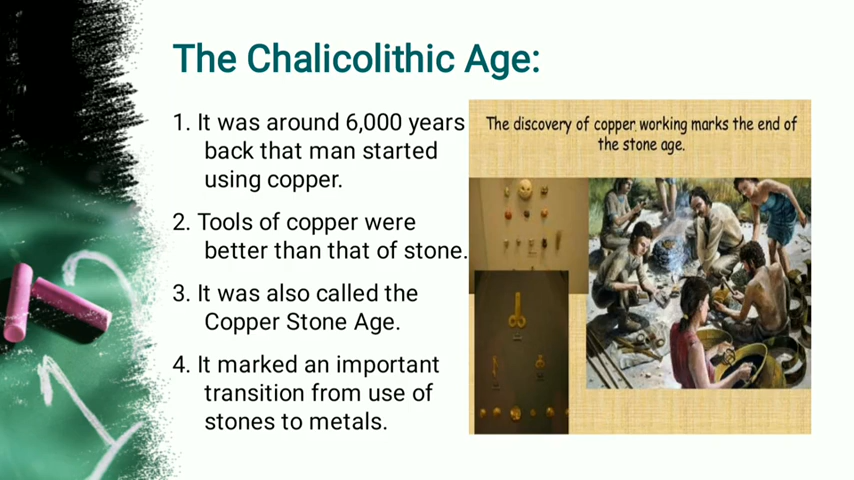 The Chalicolithic Age:
1. It was around 6,000 years
back that man started
using copper.
2. Tools of copper were
better than that of stone.
3. It was also called the
Copper Stone Age.
4. It marked an important
transition from use of
stones to metals.
The discovery of copper working marks the end of
the stone age.